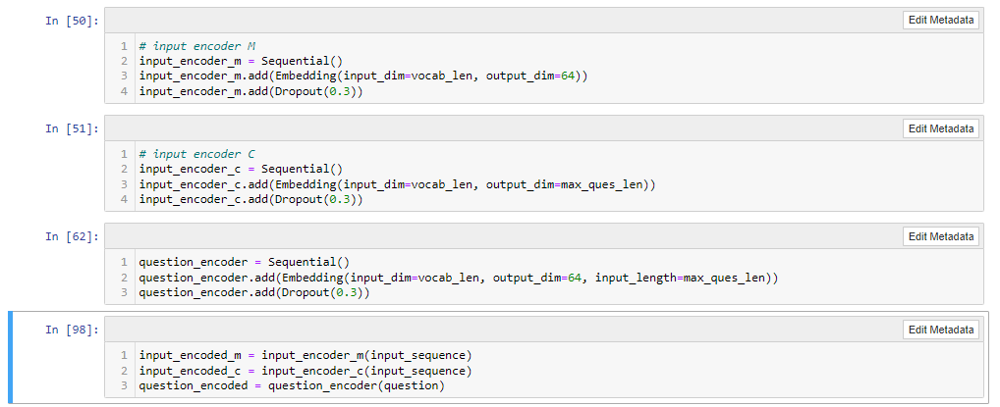 In [50]:
Edit Metadata
1 # input encoder M
2 input_encoder_m = Sequential()
3 input_encoder_m.add(Embedding(input_dim=vocab_len, output_dim=64))
4 input_encoder_m.add(Dropout(0.3))
In [51]:
Edit Metadata
1 # input encoder C
2 input_encoder_c = Sequential()
3 input_encoder_c.add(Embedding(input_dim=vocab_len, output_dim=max_ques_len))
4 input_encoder_c.add(Dropout(0.3))
In [62]:
Edit Metadata
1 question_encoder = Sequential()
2 question_encoder.add(Embedding(input_dim=vocab_len, output_dim=64, input_length=max_ques_len))
3 question_encoder.add(Dropout(0.3))
In [98]:
Edit Metadata
1 input_encoded_m = input_encoder_m(input_sequence)
2 input_encoded_c = input_encoder_c(input_sequence)
3 question_encoded = question_encoder(question)